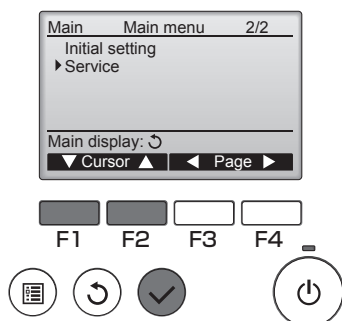 Main Main menu 2/2
Initial setting
Service
Main display:
Cursor Page
F1 F2 F3 F4